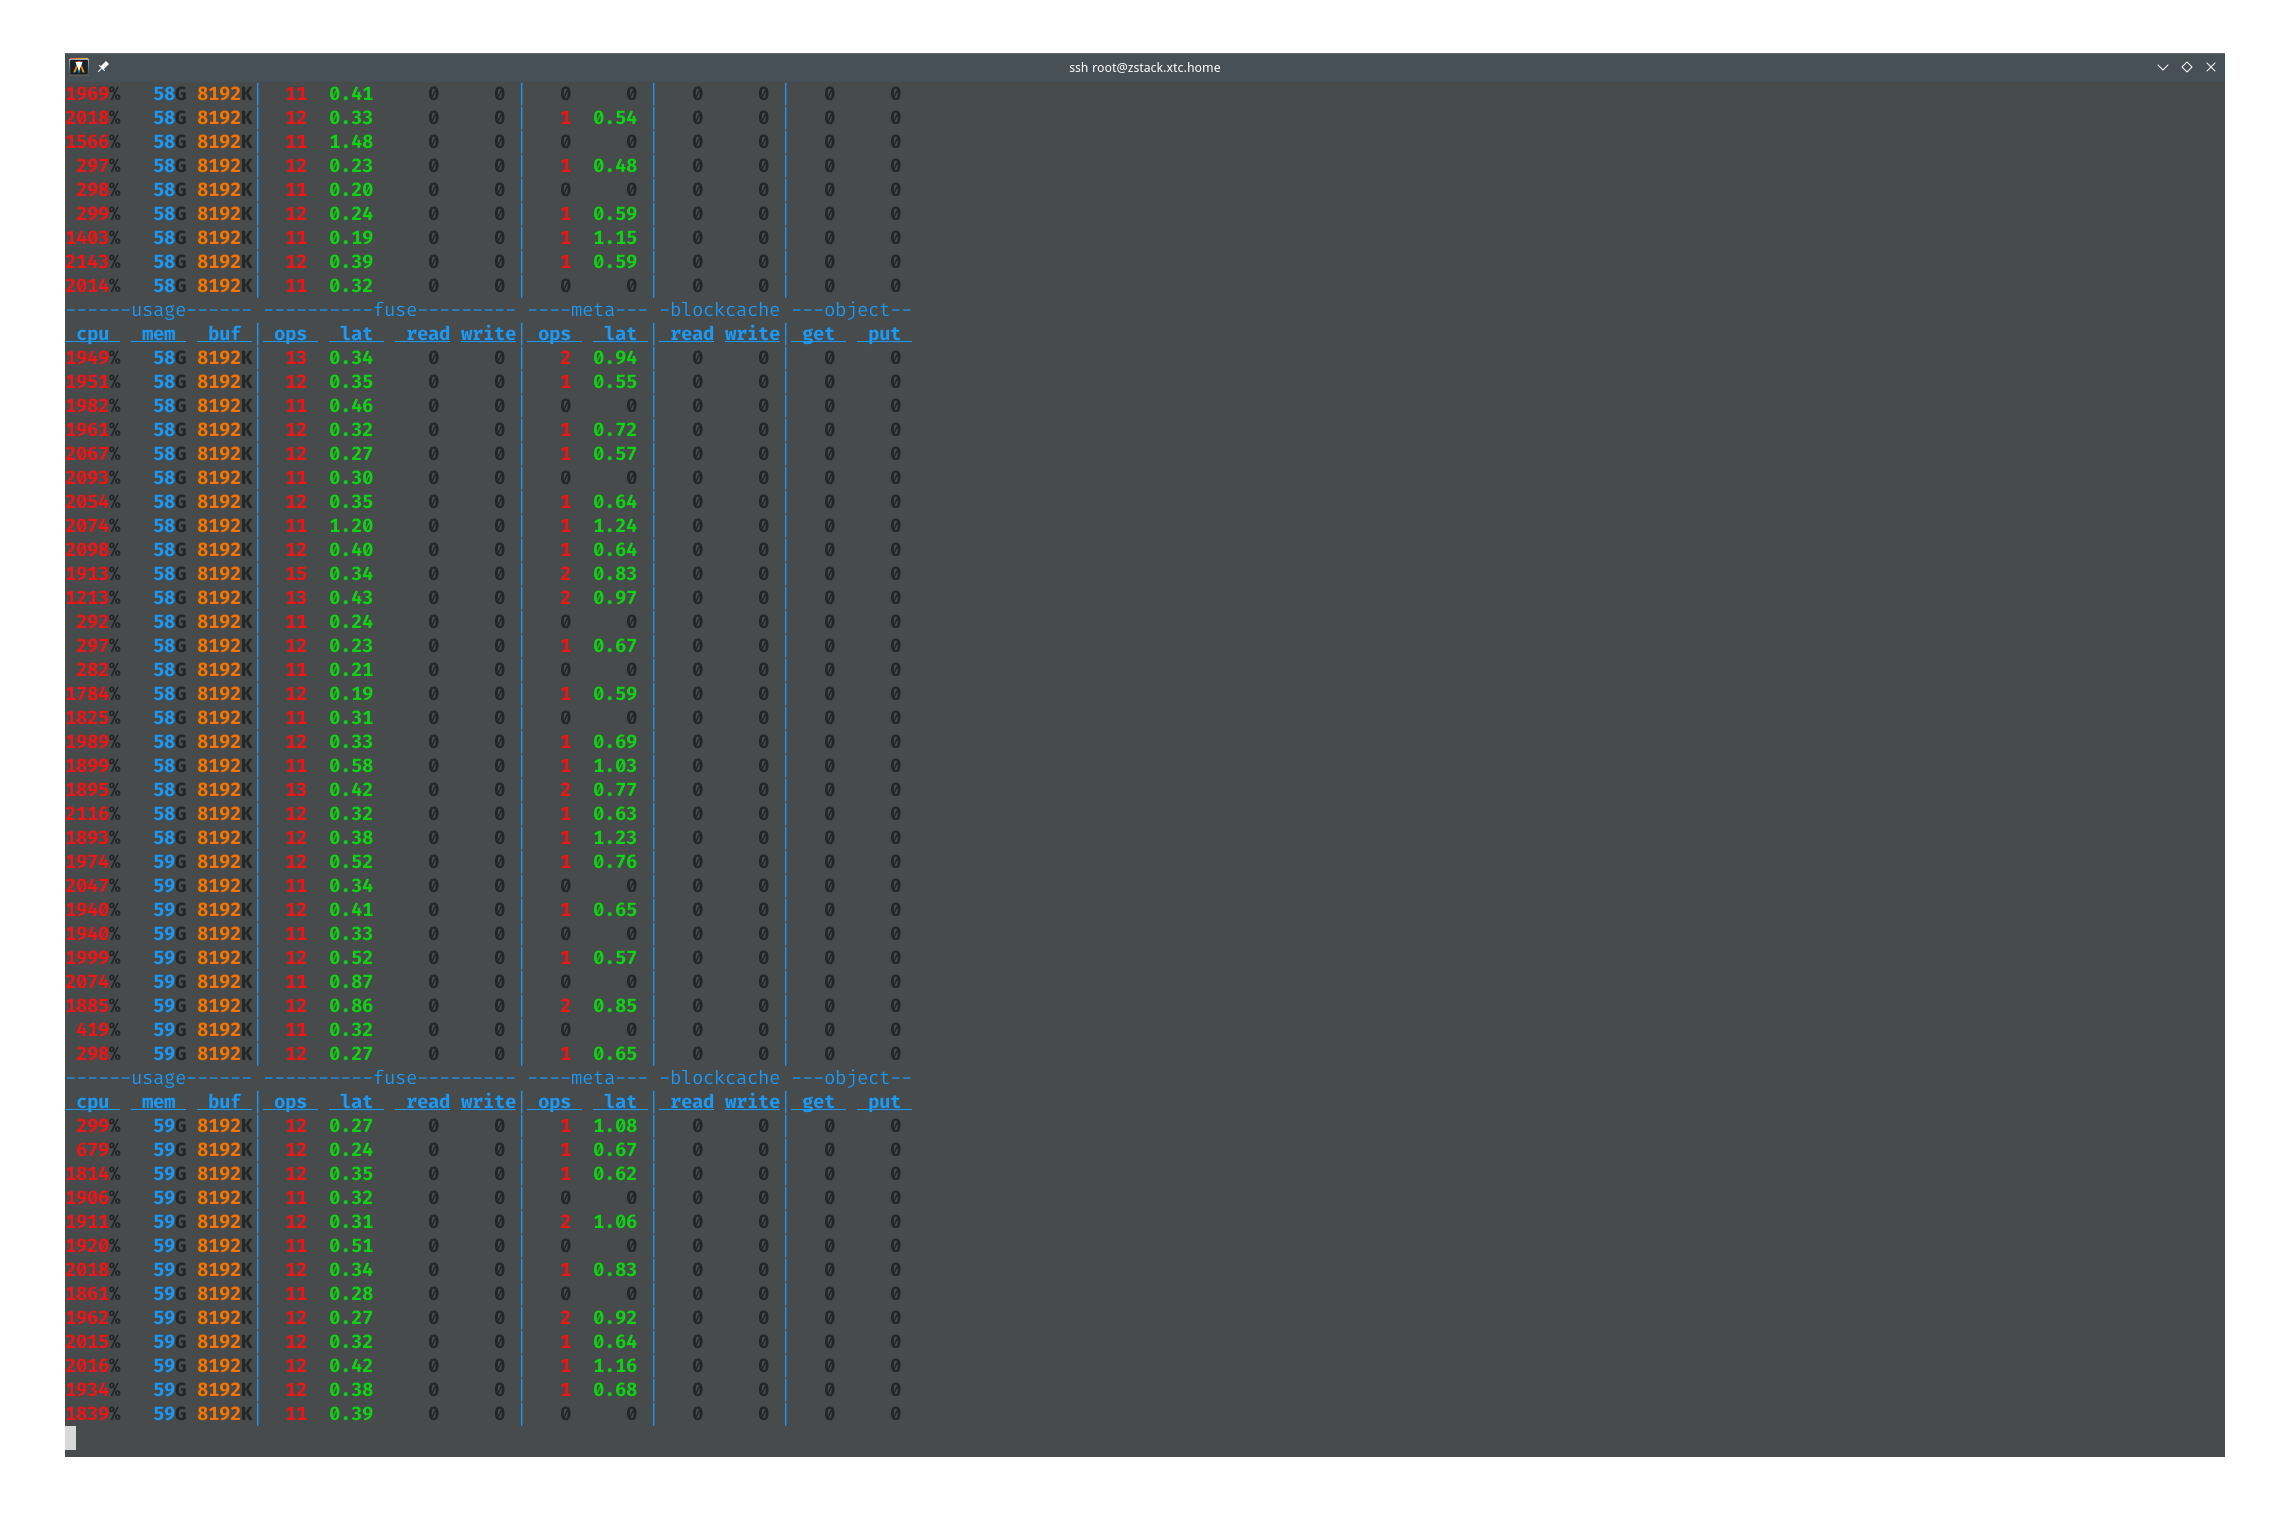 ssh root@zstack.xtc.home
1969% 58G 8192K| 11 0.41 0 0 | 0 0 | 0 0 | 0 0
2018% 58G 8192K| 12 0.33 0 0 | 1 0.54 | 0 0 | 0 0
1566% 58G 8192K| 11 1.48 0 0 | 0 0 | 0 0 | 0 0
297% 58G 8192K| 12 0.23 0 0 | 1 0.48 | 0 0 | 0 0
298% 58G 8192K| 11 0.20 0 0 | 0 0 | 0 0 | 0 0
299% 58G 8192K| 12 0.24 0 0 | 1 0.59 | 0 0 | 0 0
1403% 58G 8192K| 11 0.19 0 0 | 1 1.15 | 0 0 | 0 0
2143% 58G 8192K| 12 0.39 0 0 | 1 0.59 | 0 0 | 0 0
2014% 58G 8192K| 11 0.32 0 0 | 0 0 | 0 0 | 0 0
------usage------ ----------fuse--------- ----meta--- -blockcache ---object--
cpu mem buf | ops lat read write| ops lat | read write| get put
1949% 58G 8192K| 13 0.34 0 0 | 2 0.94 | 0 0 | 0 0
1951% 58G 8192K| 12 0.35 0 0 | 1 0.55 | 0 0 | 0 0
1982% 58G 8192K| 11 0.46 0 0 | 0 0 | 0 0 | 0 0
1961% 58G 8192K| 12 0.32 0 0 | 1 0.72 | 0 0 | 0 0
2067% 58G 8192K| 12 0.27 0 0 | 1 0.57 | 0 0 | 0 0
2093% 58G 8192K| 11 0.30 0 0 | 0 0 | 0 0 | 0 0
2054% 58G 8192K| 12 0.35 0 0 | 1 0.64 | 0 0 | 0 0
2074% 58G 8192K| 11 1.20 0 0 | 1 1.24 | 0 0 | 0 0
2098% 58G 8192K| 12 0.40 0 0 | 1 0.64 | 0 0 | 0 0
1913% 58G 8192K| 15 0.34 0 0 | 2 0.83 | 0 0 | 0 0
1213% 58G 8192K| 13 0.43 0 0 | 2 0.97 | 0 0 | 0 0
292% 58G 8192K| 11 0.24 0 0 | 0 0 | 0 0 | 0 0
297% 58G 8192K| 12 0.23 0 0 | 1 0.67 | 0 0 | 0 0
282% 58G 8192K| 11 0.21 0 0 | 0 0 | 0 0 | 0 0
1784% 58G 8192K| 12 0.19 0 0 | 1 0.59 | 0 0 | 0 0
1825% 58G 8192K| 11 0.31 0 0 | 0 0 | 0 0 | 0 0
1989% 58G 8192K| 12 0.33 0 0 | 1 0.69 | 0 0 | 0 0
1899% 58G 8192K| 11 0.58 0 0 | 1 1.03 | 0 0 | 0 0
1895% 58G 8192K| 13 0.42 0 0 | 2 0.77 | 0 0 | 0 0
2116% 58G 8192K| 12 0.32 0 0 | 1 0.63 | 0 0 | 0 0
1893% 58G 8192K| 12 0.38 0 0 | 1 1.23 | 0 0 | 0 0
1974% 59G 8192K| 12 0.52 0 0 | 1 0.76 | 0 0 | 0 0
2047% 59G 8192K| 11 0.34 0 0 | 0 0 | 0 0 | 0 0
1940% 59G 8192K| 12 0.41 0 0 | 1 0.65 | 0 0 | 0 0
1940% 59G 8192K| 11 0.33 0 0 | 0 0 | 0 0 | 0 0
1999% 59G 8192K| 12 0.52 0 0 | 1 0.57 | 0 0 | 0 0
2074% 59G 8192K| 11 0.87 0 0 | 0 0 | 0 0 | 0 0
1885% 59G 8192K| 12 0.86 0 0 | 2 0.85 | 0 0 | 0 0
419% 59G 8192K| 11 0.32 0 0 | 0 0 | 0 0 | 0 0
298% 59G 8192K| 12 0.27 0 0 | 1 0.65 | 0 0 | 0 0
------usage------ ----------fuse--------- ----meta--- -blockcache ---object--
cpu mem buf | ops lat read write| ops lat | read write| get put
299% 59G 8192K| 12 0.27 0 0 | 1 1.08 | 0 0 | 0 0
679% 59G 8192K| 12 0.24 0 0 | 1 0.67 | 0 0 | 0 0
1814% 59G 8192K| 12 0.35 0 0 | 1 0.62 | 0 0 | 0 0
1906% 59G 8192K| 11 0.32 0 0 | 0 0 | 0 0 | 0 0
1911% 59G 8192K| 12 0.31 0 0 | 2 1.06 | 0 0 | 0 0
1920% 59G 8192K| 11 0.51 0 0 | 0 0 | 0 0 | 0 0
2018% 59G 8192K| 12 0.34 0 0 | 1 0.83 | 0 0 | 0 0
1861% 59G 8192K| 11 0.28 0 0 | 0 0 | 0 0 | 0 0
1962% 59G 8192K| 12 0.27 0 0 | 2 0.92 | 0 0 | 0 0
2015% 59G 8192K| 12 0.32 0 0 | 1 0.64 | 0 0 | 0 0
2016% 59G 8192K| 12 0.42 0 0 | 1 1.16 | 0 0 | 0 0
1934% 59G 8192K| 12 0.38 0 0 | 1 0.68 | 0 0 | 0 0
1839% 59G 8192K| 11 0.39 0 0 | 0 0 | 0 0 | 0 0